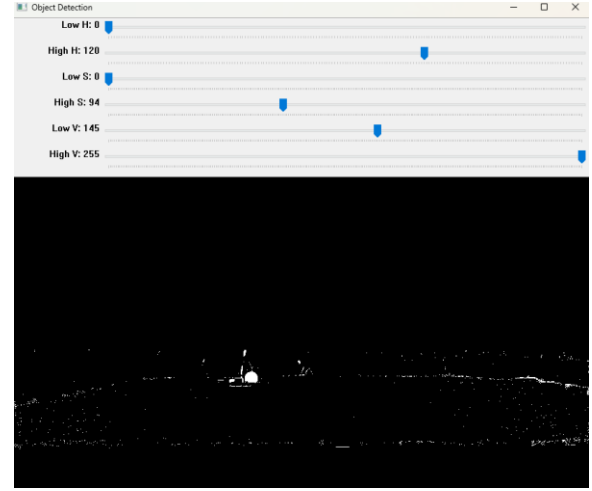 Object Detection
Low H: 0
High H: 120
Low S: 0
High S: 94
Low V: 145
High V: 255